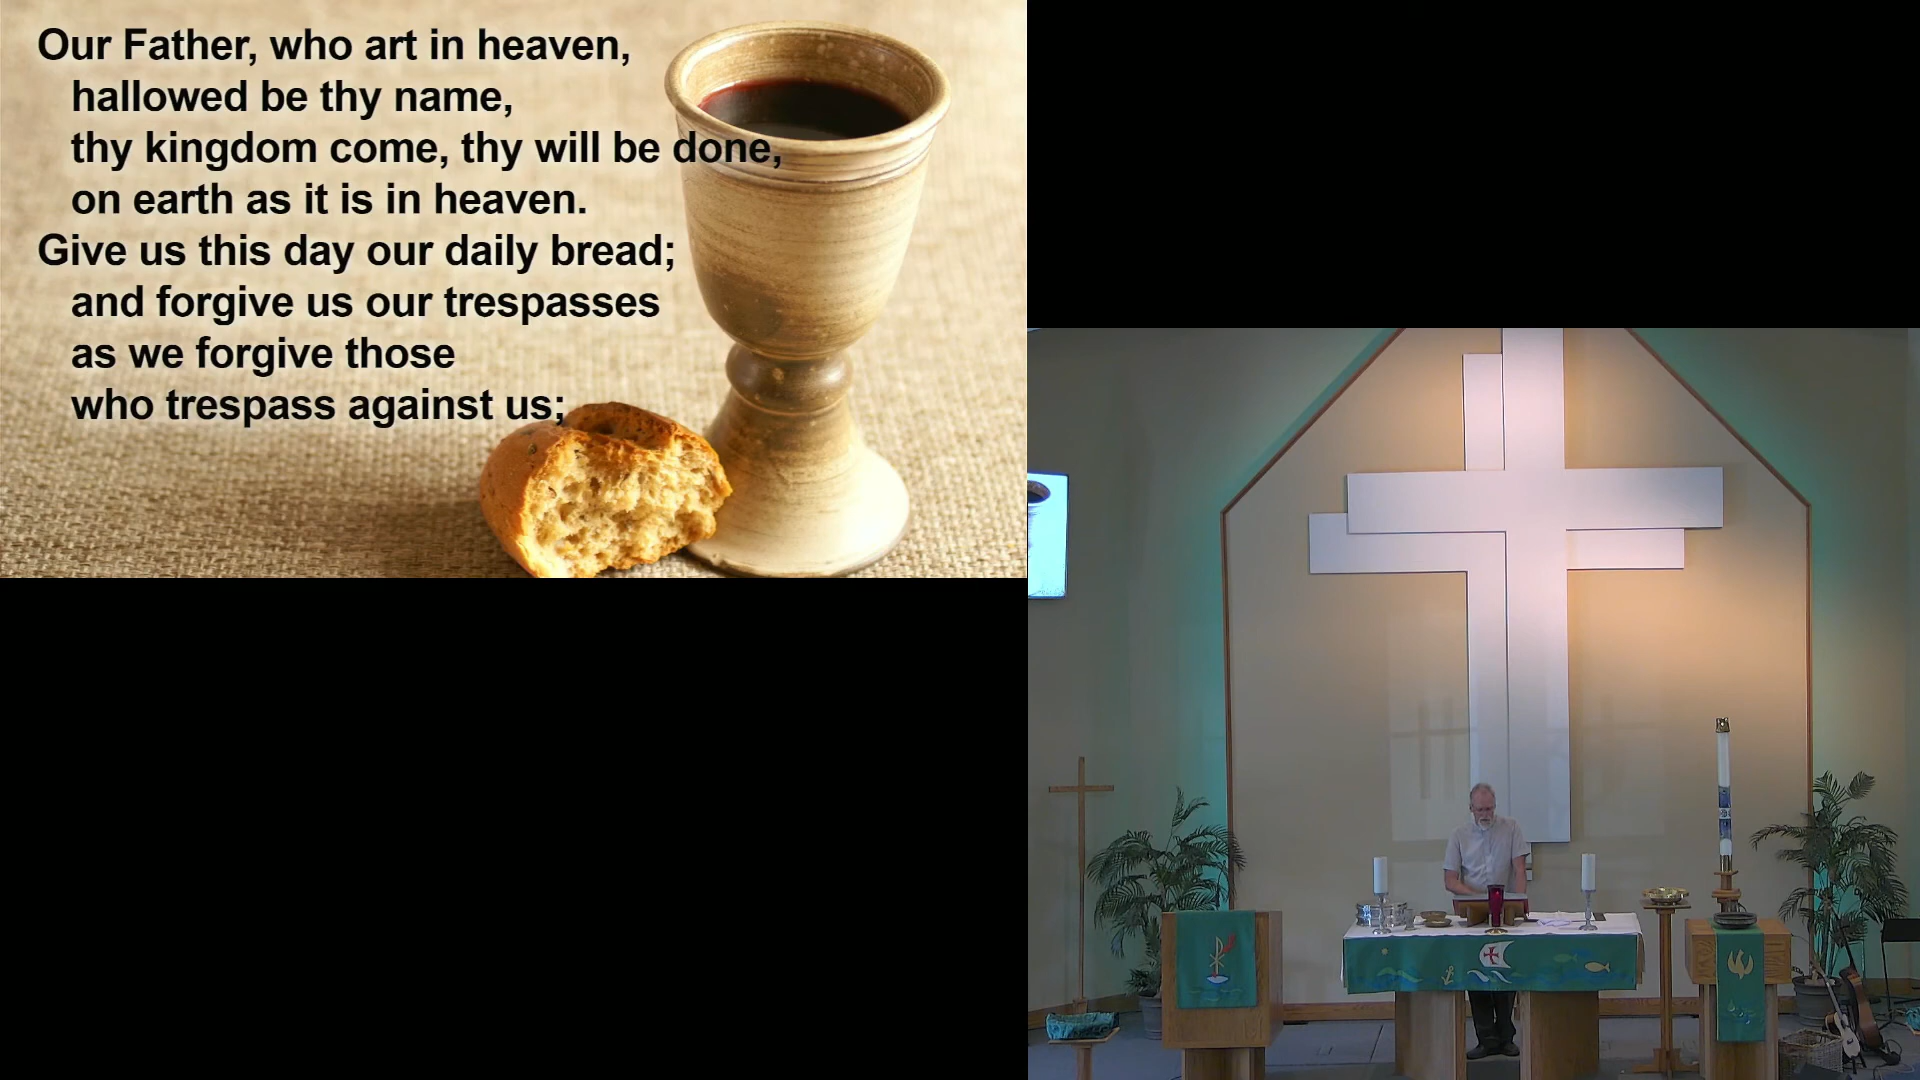 Our Father, who art in heaven,
hallowed be thy name,
thy kingdom come, thy will be done,
on earth as it is in heaven.
Give us this day our daily bread;
and forgive us our trespasses
as we forgive those
who trespass against us;